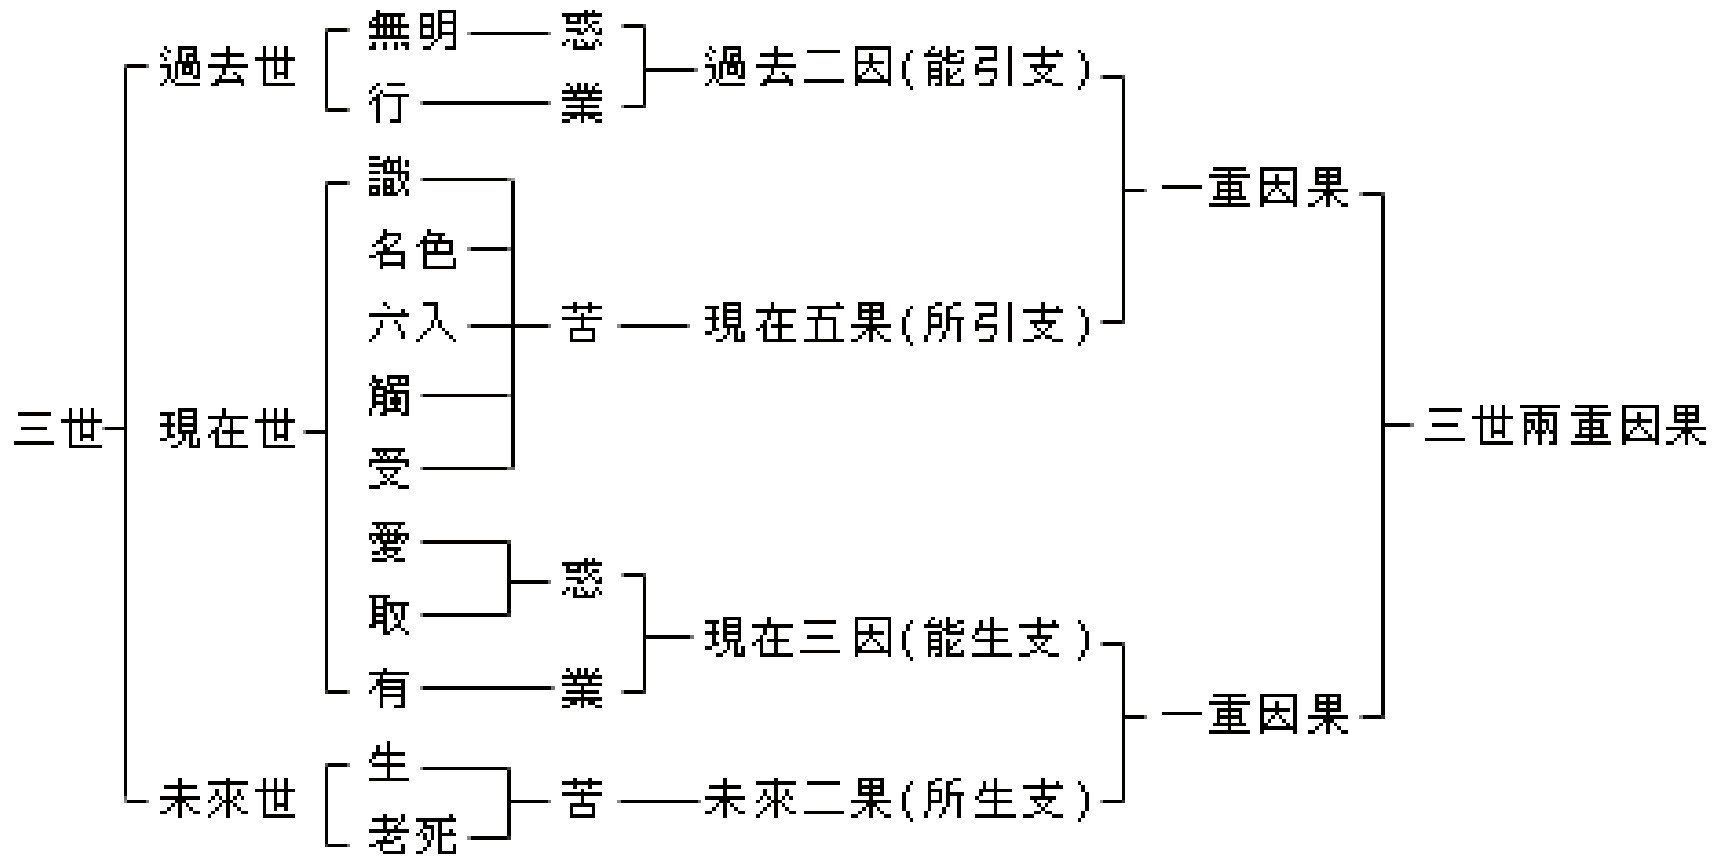 三世
過去世
無明
惑
行
業
過去二因(能引支)
現在世
識
名色
六入
觸
受
苦
現在五果(所引支)
一重因果
愛
取
惑
有
業
現在三因(能生支)
未來世
生
老死
苦
未來二果(所生支)
一重因果
三世兩重因果